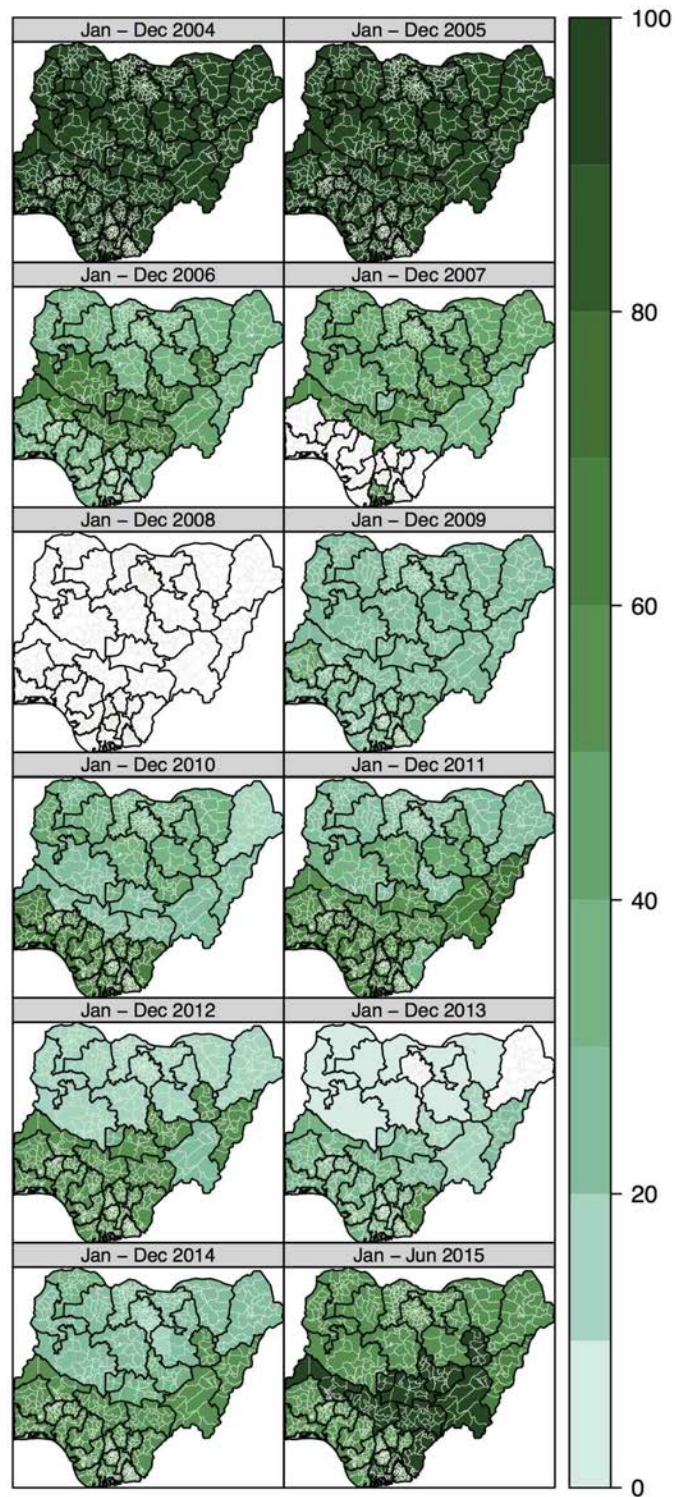 Jan – Dec 2004
Jan – Dec 2005
Jan – Dec 2006
Jan – Dec 2007
Jan – Dec 2008
Jan – Dec 2009
Jan – Dec 2010
Jan – Dec 2011
Jan – Dec 2012
Jan – Dec 2013
Jan – Dec 2014
Jan – Jun 2015
100
80
60
40
20
0